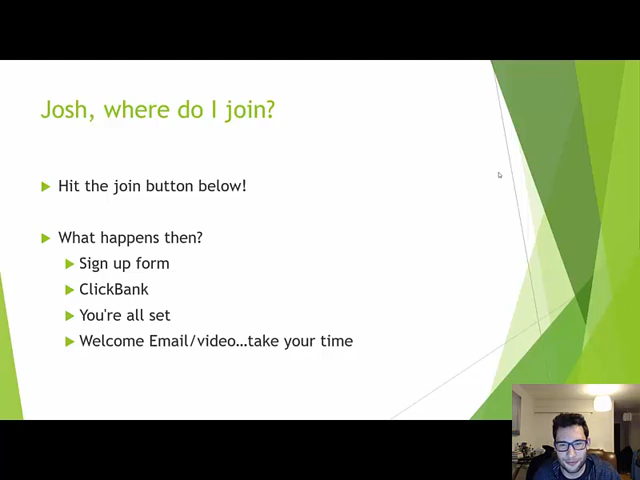 Josh, where do I join?
Hit the join button below!
What happens then?
Sign up form
ClickBank
You're all set
Welcome Email/video…take your time